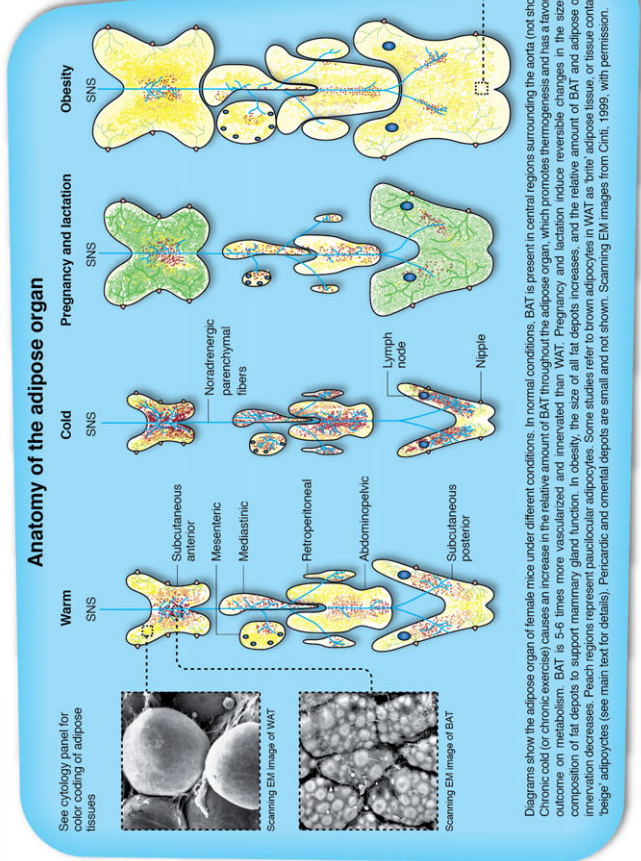 Anatomy of the adipose organ
See cytology panel for
color coding of adipose
tissues
Warm
Cold
Pregnancy and lactation
Obesity
SNS
SNS
SNS
SNS
Scanning EM image of WAT
Scanning EM image of BAT
Subcutaneous
anterior
Mesenteric
Mediastinic
Retroperitoneal
Abdominopelvic
Subcutaneous
posterior
Noradrenergic
parenchymal
fibers
Lymph
node
Nipple
Diagrams show the adipose organ of female mice under different conditions. In normal conditions, BAT is present in central regions surrounding the aorta (not
Chronic cold (or chronic exercise) causes an increase in the relative amount of BAT throughout the adipose organ, which promotes thermogenesis and has a
outcome on metabolism. BAT is 5-6 times more vascularized and innervated than WAT. Pregnancy and lactation induce reversible changes in the size
composition of fat depots to support mammary gland function. In obesity, the size of all fat depots increases, and the relative amount of BAT and adipose
innervation decreases. Peach regions represent paucilocular adipocytes. Some studies refer to brown adipocytes in WAT as 'brite' adipose tissue, or tissue
'beige' adipoyctes (see main text for details). Pericardic and omental depots are small and not shown. Scanning EM images from Cinti, 1999, with permission.